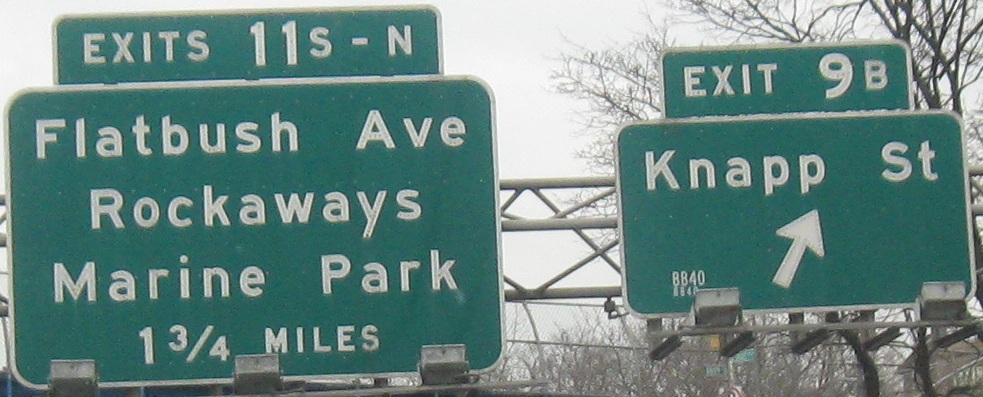 EXITS 11S-N
Flatbush Ave
Rockaways
Marine Park
1 3/4 MILES
EXIT 9B
Knapp St
BB40